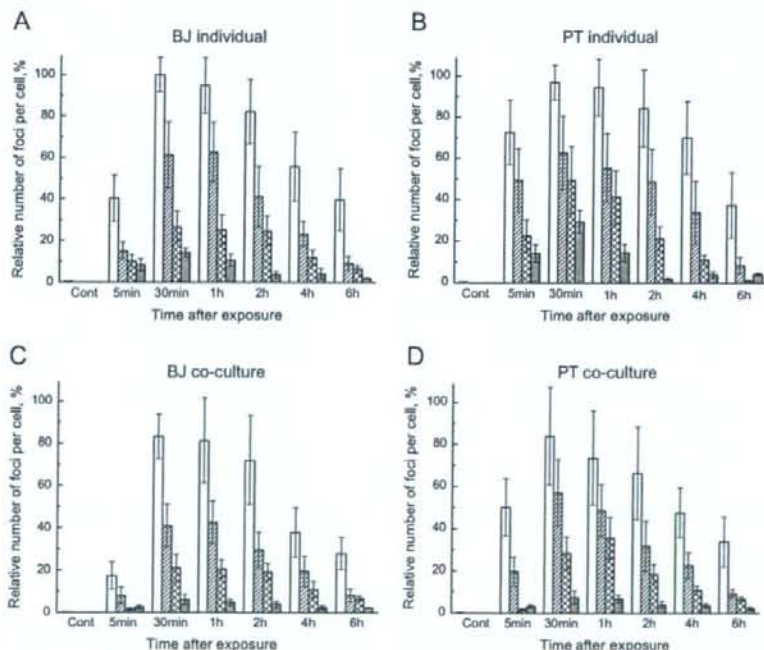 A
BJ individual
Relative number of foci per cell,%
100
80
60
40
20
Cont 5min 30min 1h 2h 4h 6h
Time after exposure
B
PT individual
Relative number of foci per cell,%
100
80
60
40
20
Cont 5min 30min 1h 2h 4h 6h
Time after exposure
C
BJ co-culture
Relative number of foci per cell, %
100
80
60
40
20
0
Cont 5min 30min 1h 2h 4h 6h
Time after exposure
D
PT co-culture
Relative number of foci per cell, %
100
80
60
40
20
0
Cont 5min 30min 1h 2h 4h 6h
Time after exposure